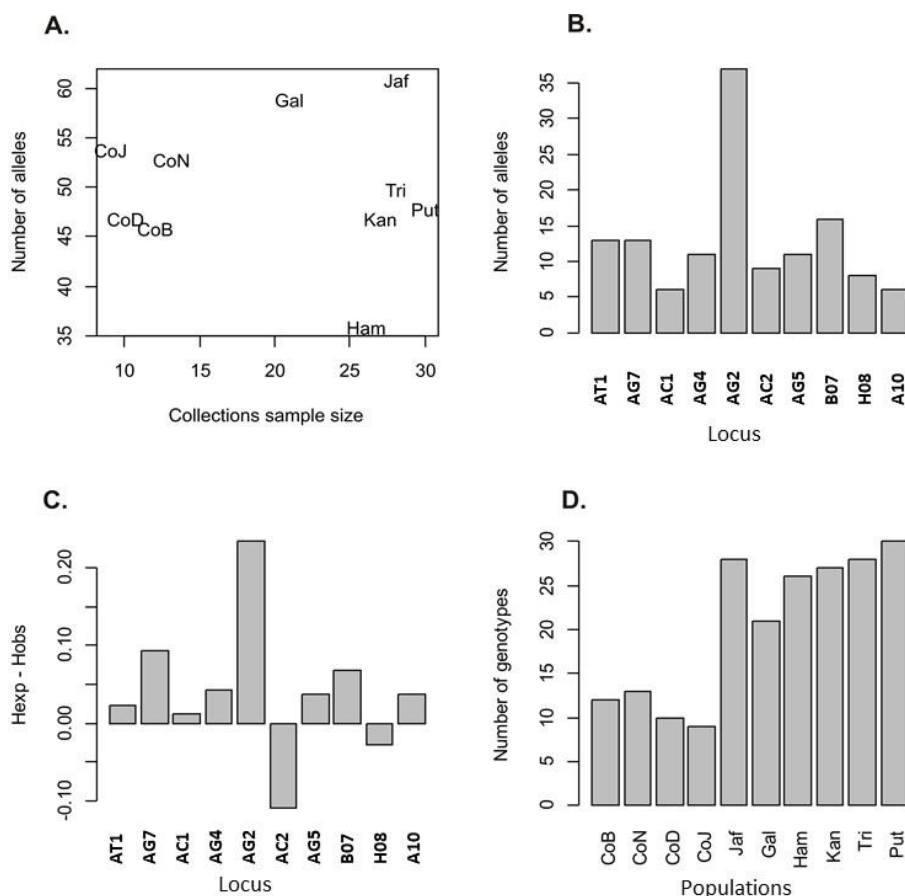 A.
Number of alleles
60
55
50
45
40
35
Jaf
Gal
CoJ
CoN
Tri
Put
CoD
CoB
Kan
Ham
10 15 20 25 30
Collections sample size
B.
Number of alleles
35
30
25
20
15
10
5
0
AT1 AG7 AC1 AG4 AG2 AC2 AG5 B07 H08 A10
Locus
C.
Hexp - Hobs
0.20
0.10
0.00
-0.10
AT1 AG7 AC1 AG4 AG2 AC2 AG5 B07 H08 A10
Locus
D.
Number of genotypes
30
25
20
15
10
5
0
CoB CoN CoD CoJ Jaf Gal Ham Kan Tri Put
Populations